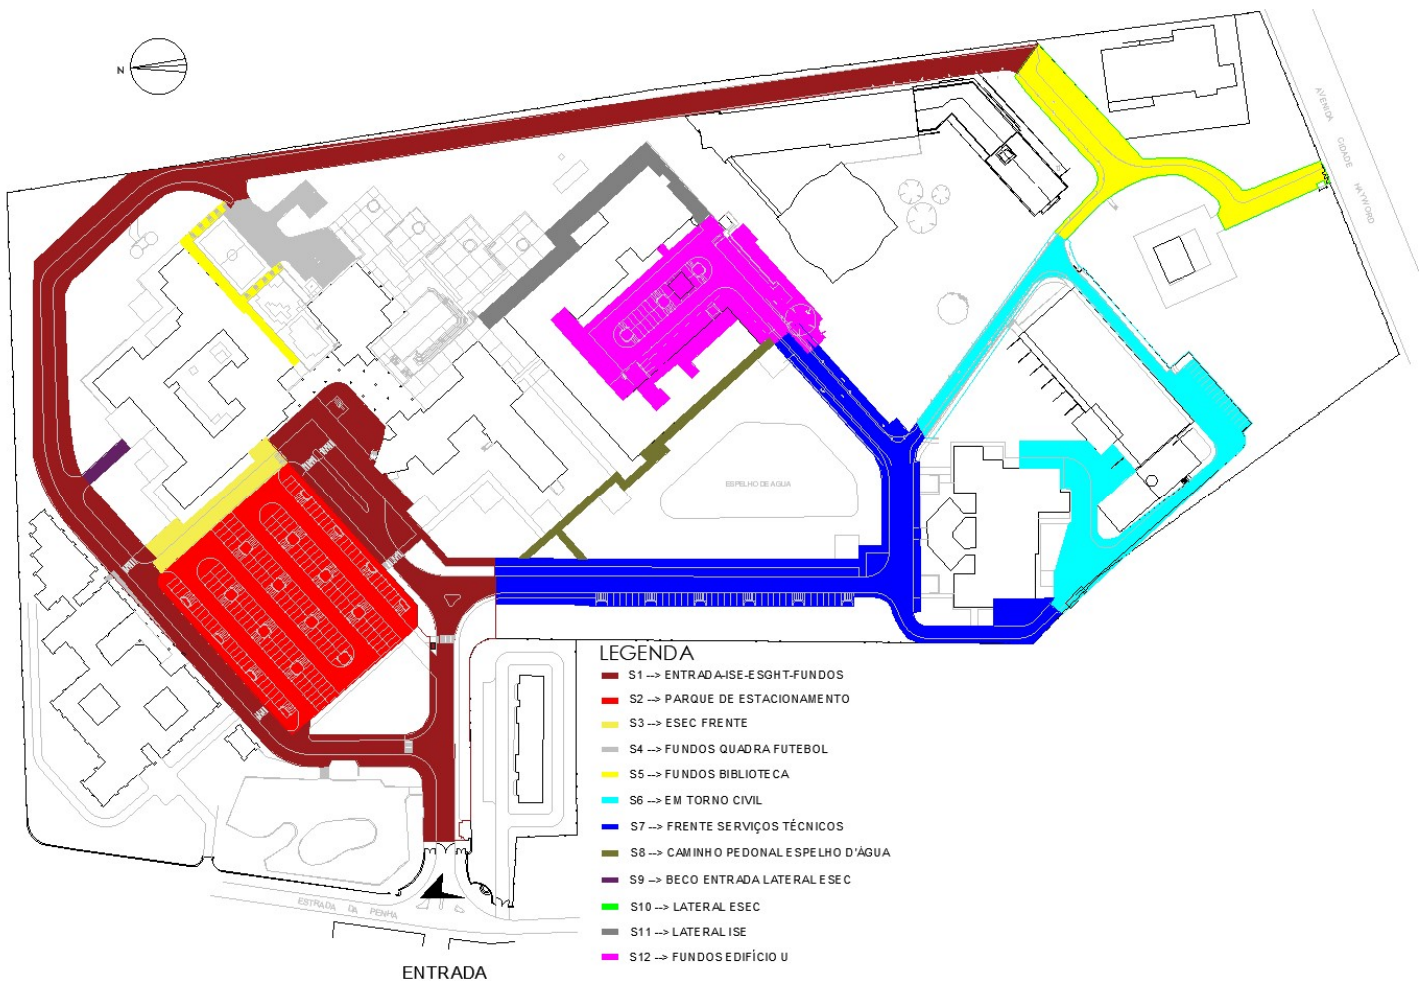 N
AVENIDA CIDADE HAYWORD
ESPELHO DE AGUA
LEGENDA
S1 --> ENTRADA-ISE-ESGHT-FUNDOS
S2 --> PARQUE DE ESTACIONAMENTO
S3 --> ESEC FRENTE
S4 --> FUNDOS QUADRA FUTEBOL
S5 --> FUNDOS BIBLIOTECA
S6 --> EM TORNO CIVIL
S7 --> FRENTE SERVIÇOS TÉCNICOS
S8 --> CAMINHO PEDONAL ESPELHO D'ÁGUA
S9 --> BECO ENTRADA LATERAL ESEC
S10 --> LATERAL ESEC
S11 --> LATERAL ISE
S12 --> FUNDOS EDIFÍCIO U
ESTRADA DA PENHA
ENTRADA